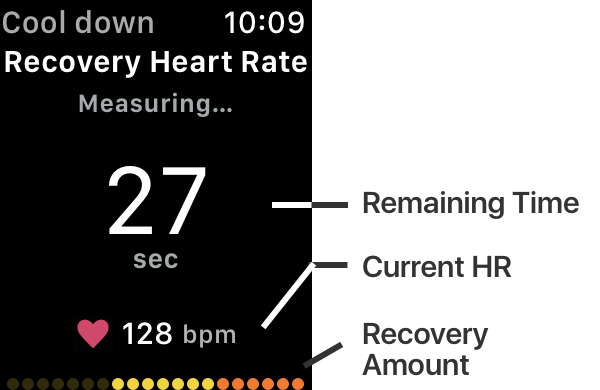 Cool down 10:09
Recovery Heart Rate
Measuring...
27
sec
128 bpm
Remaining Time
Current HR
Recovery
Amount